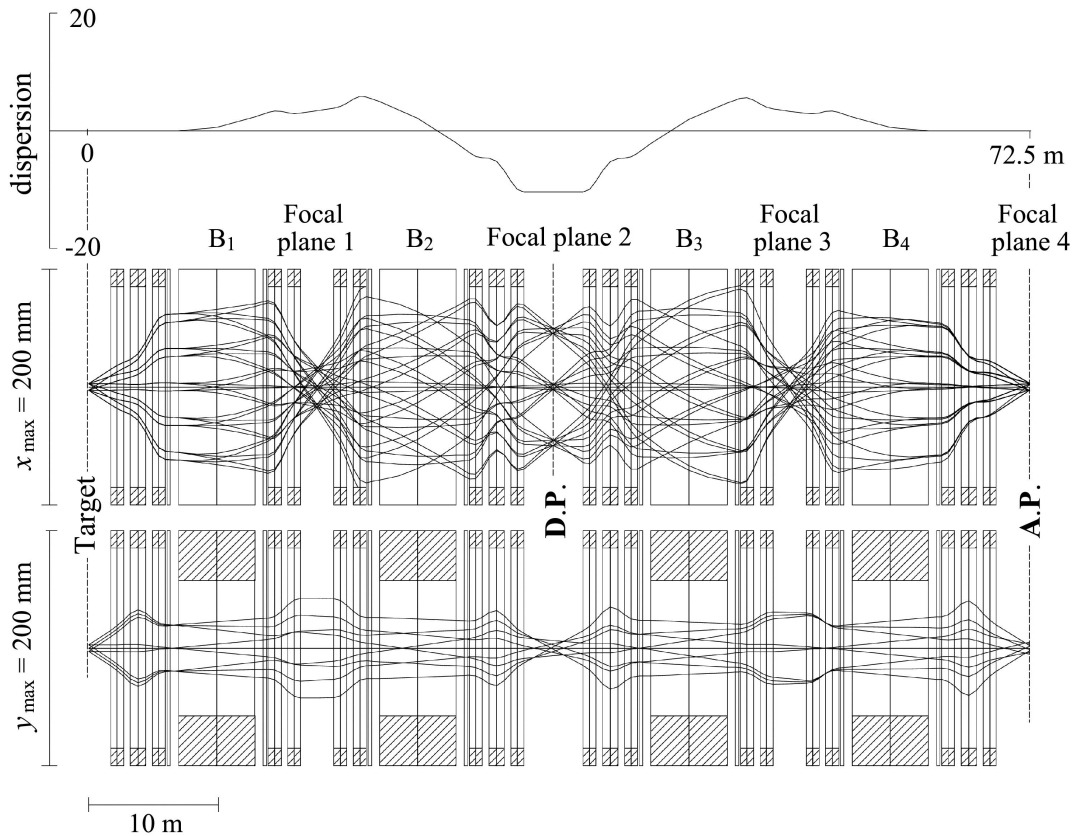 20
dispersion
0
72.5 m
-20
B1
Focal
plane 1
B2
Focal plane 2
B3
Focal
plane 3
B4
Focal
plane 4
x max = 200 mm
Target
D.P.
A.P.
y max = 200 mm
10 m